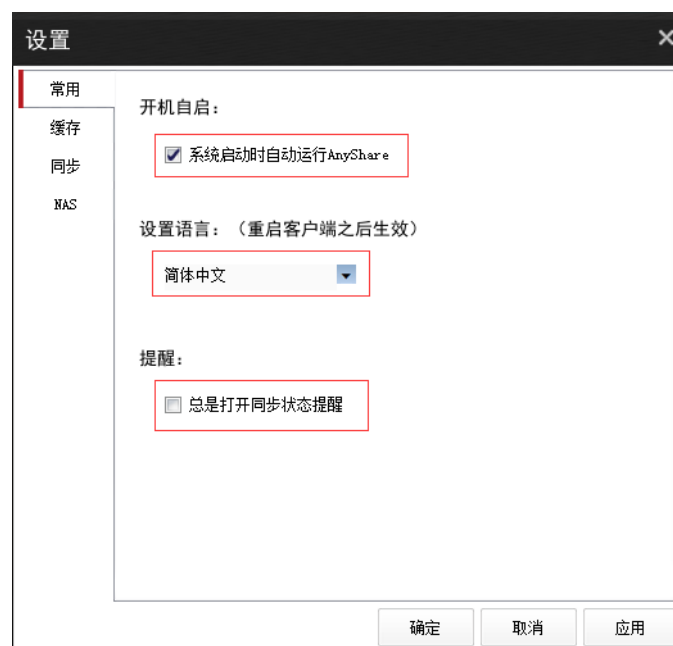 设置
常用
缓存
同步
NAS
开机自启：
系统启动时自动运行AnyShare
设置语言：（重启客户端之后生效）
简体中文
提醒：
总是打开同步状态提醒
确定
取消
应用